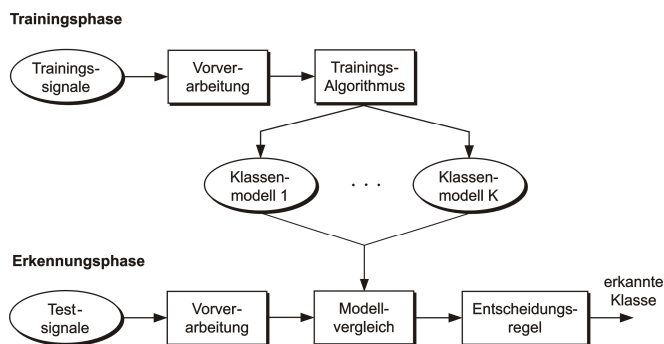 Trainingsphase
Trainings-
signale
Vorver-
arbeitung
Trainings-
Algorithmus
Klassen-
modell 1
. . .
Klassen-
modell K
Erkennungsphase
Test-
signale
Vorver-
arbeitung
Modell-
vergleich
Entscheidungs-
regel
erkannte
Klasse